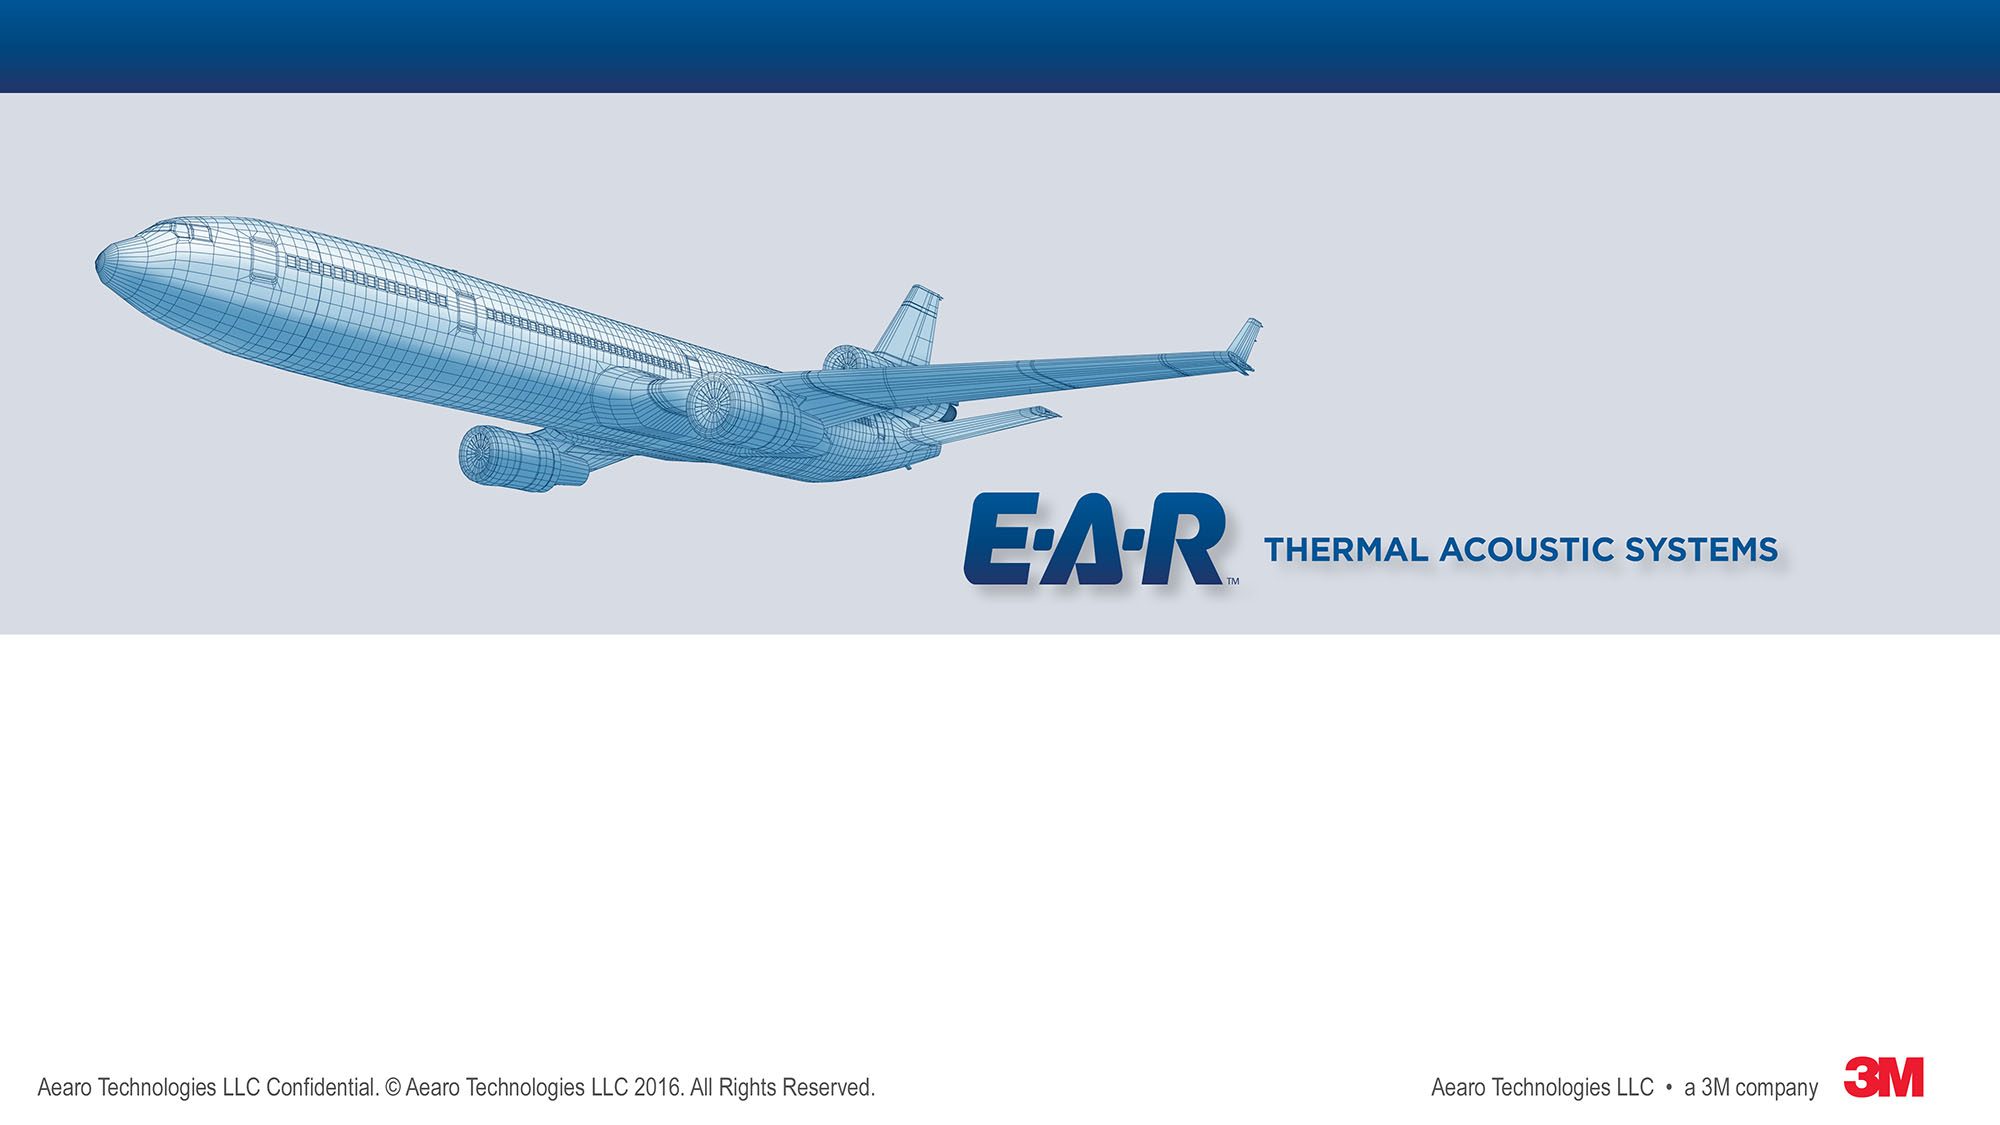 E·A·R™ THERMAL ACOUSTIC SYSTEMS
Aearo Technologies LLC Confidential. © Aearo Technologies LLC 2016. All Rights Reserved.
Aearo Technologies LLC • a 3M company 3M